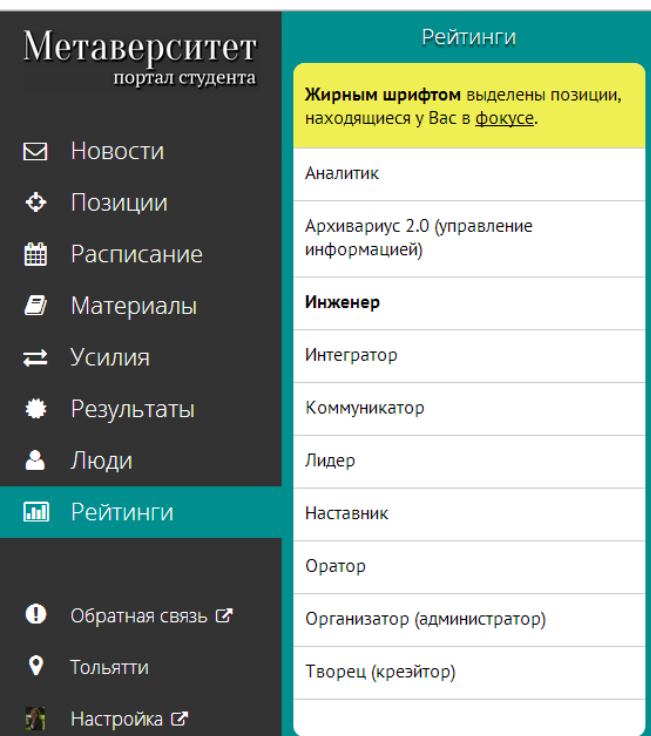 Метаверситет
портал студента
Новости
Позиции
Расписание
Материалы
Усилия
Результаты
Люди
Рейтинги
Обратная связь
Тольятти
Настройка
Рейтинги
Жирным шрифтом выделены позиции,
находящиеся у Вас в фокусе.
Аналитик
Архивариус 2.0 (управление
информацией)
Инженер
Интегратор
Коммуникатор
Лидер
Наставник
Оратор
Организатор (администратор)
Творец (креэйтор)